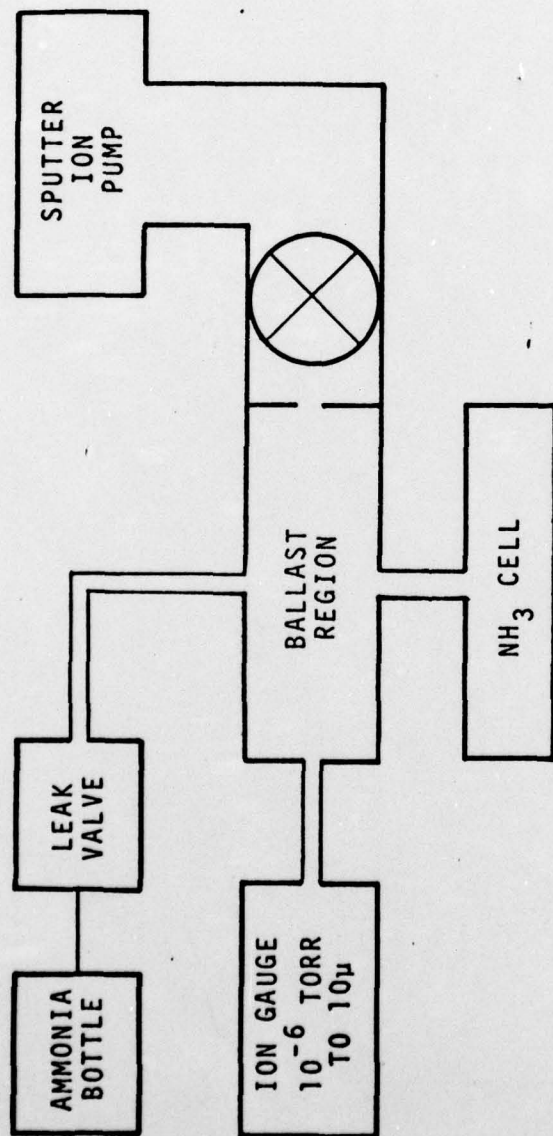 AMMONIA
BOTTLE
LEAK
VALVE
SPUTTER
ION
PUMP
ION GAUGE
10⁻⁶ TORR
TO 10μ
BALLAST
REGION
NH₃ CELL